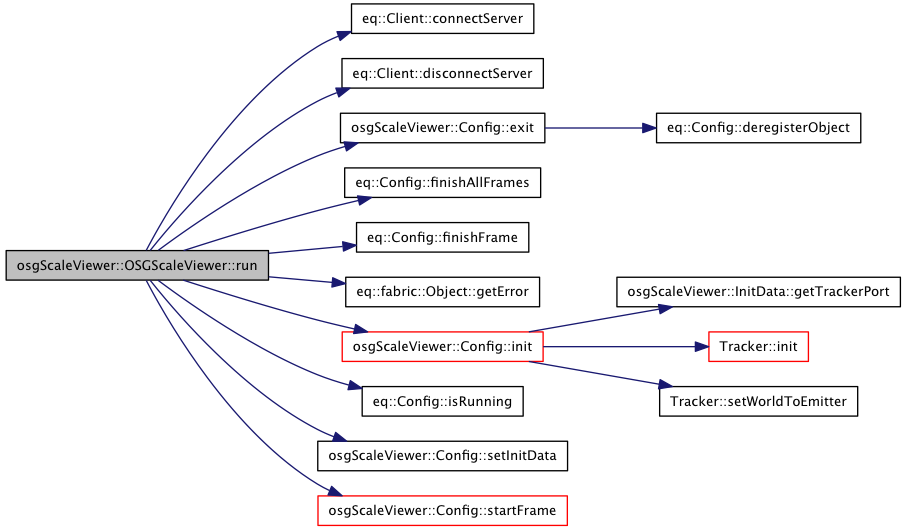 eq::Client::connectServer
eq::Client::disconnectServer
osgScaleViewer::Config::exit
eq::Config::deregisterObject
eq::Config::finishAllFrames
eq::Config::finishFrame
osgScaleViewer::OSGScaleViewer::run
eq::fabric::Object::getError
osgScaleViewer::InitData::getTrackerPort
osgScaleViewer::Config::init
Tracker::init
eq::Config::isRunning
Tracker::setWorldToEmitter
osgScaleViewer::Config::setInitData
osgScaleViewer::Config::startFrame